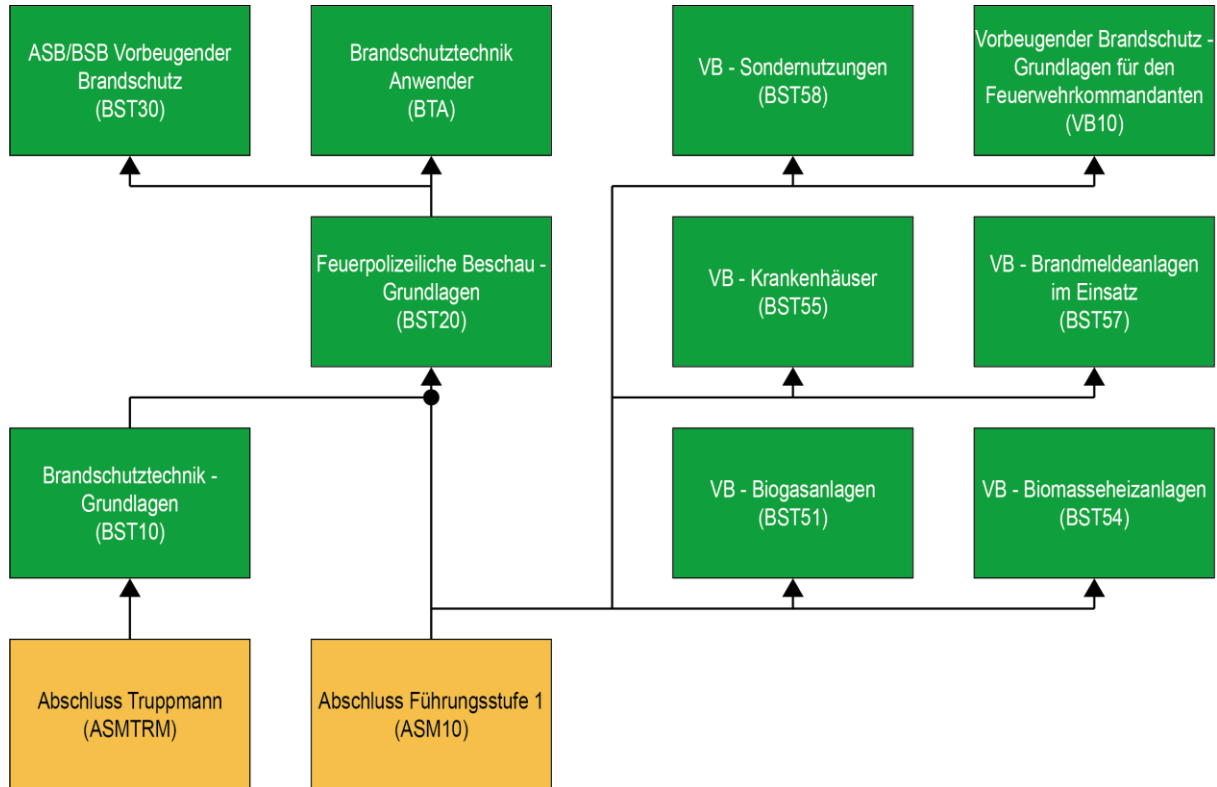 ASB/BSB Vorbeugender
Brandschutz
(BST30)
Brandschutztechnik
Anwender
(BTA)
VB - Sondernutzungen
(BST58)
Vorbeugender Brandschutz -
Grundlagen für den
Feuerwehrkommandanten
(VB10)
Feuerpolizeiliche Beschau -
Grundlagen
(BST20)
VB - Krankenhäuser
(BST55)
VB - Brandmeldeanlagen
im Einsatz
(BST57)
Brandschutztechnik -
Grundlagen
(BST10)
VB - Biogasanlagen
(BST51)
VB - Biomasseheizanlagen
(BST54)
Abschluss Truppmann
(ASMTRM)
Abschluss Führungsstufe 1
(ASM10)